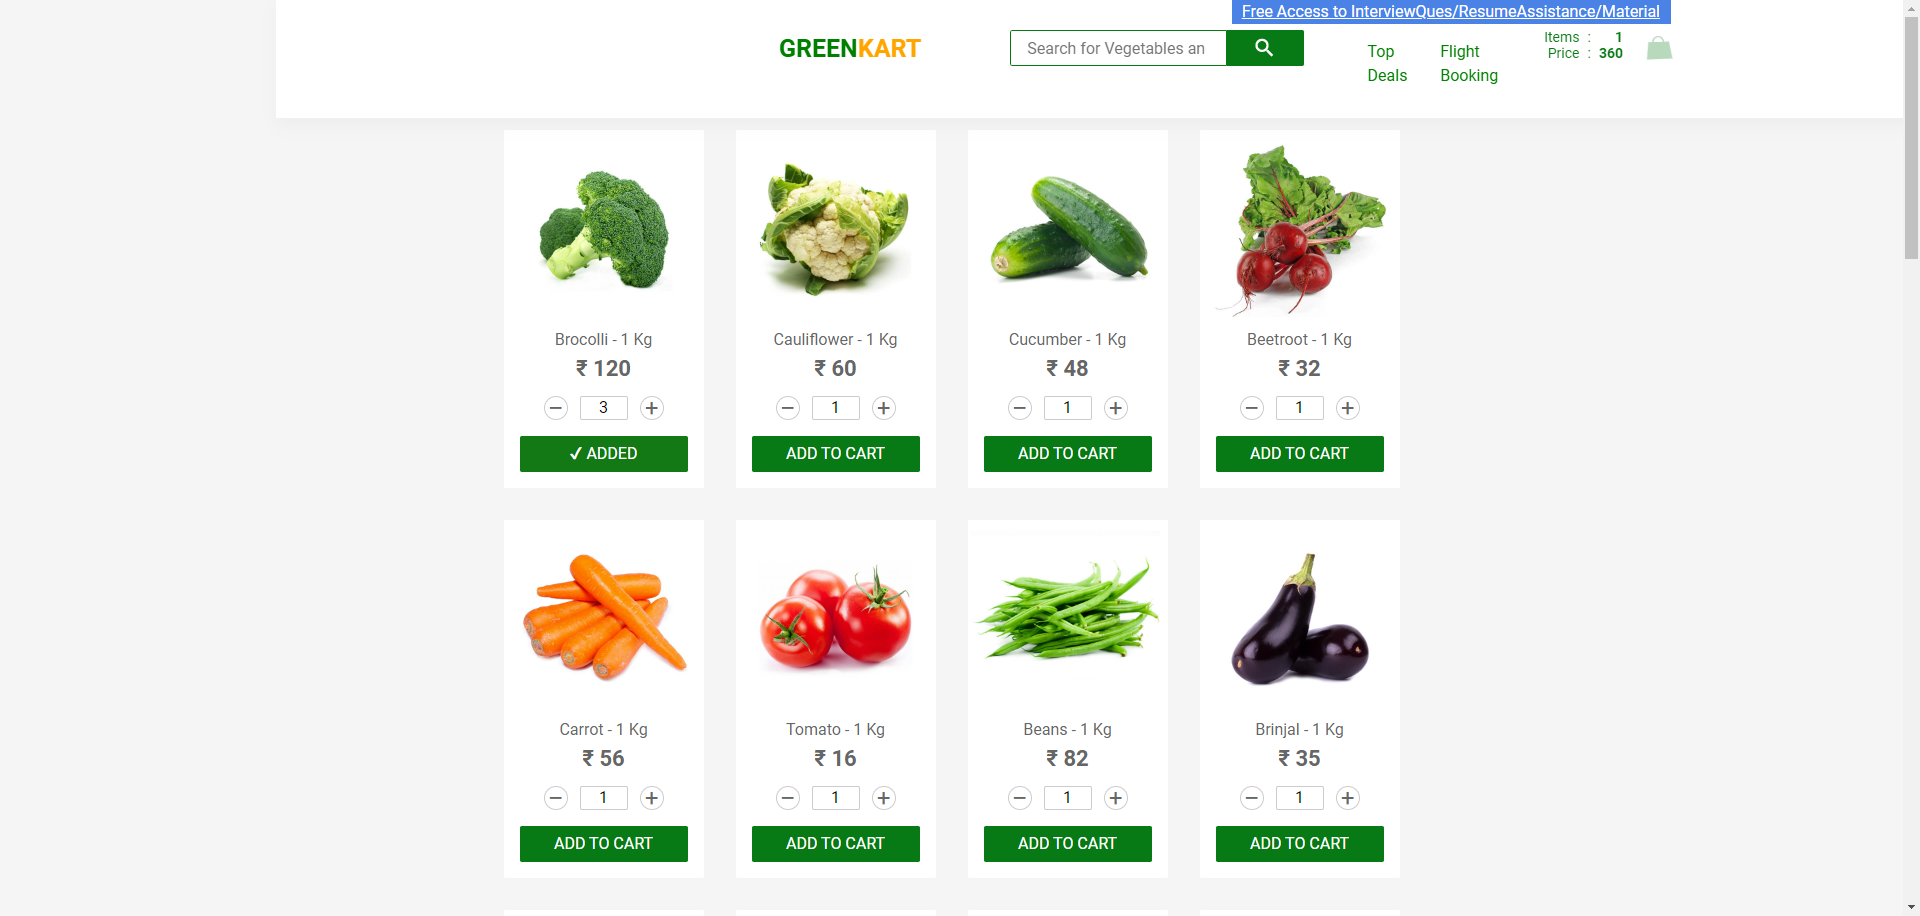 Free Access to InterviewQues/ResumeAssistance/Material
GREENKART
Search for Vegetables an
Top
Deals
Flight
Booking
Items : 1
Price : 360
Brocolli - 1 Kg
₹ 120
3
✓ ADDED
Cauliflower - 1 Kg
₹ 60
1
ADD TO CART
Cucumber - 1 Kg
₹ 48
1
ADD TO CART
Beetroot - 1 Kg
₹ 32
1
ADD TO CART
Carrot - 1 Kg
₹ 56
1
ADD TO CART
Tomato - 1 Kg
₹ 16
1
ADD TO CART
Beans - 1 Kg
₹ 82
1
ADD TO CART
Brinjal - 1 Kg
₹ 35
1
ADD TO CART